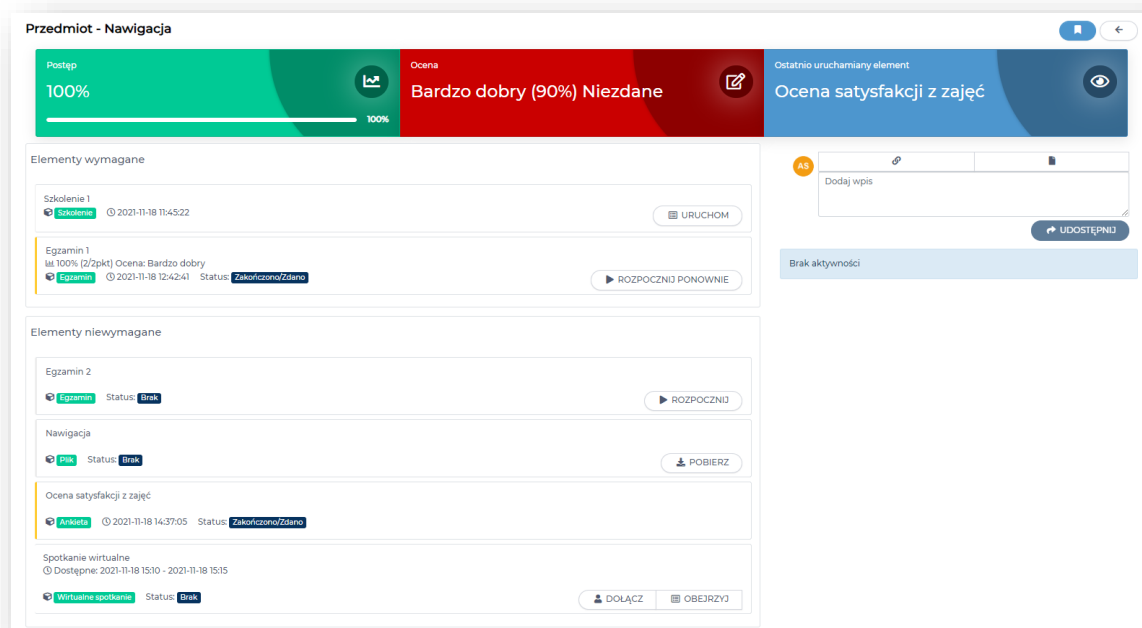 Przedmiot - Nawigacja
Postęp
100%
100%
Ocena
Bardzo dobry (90%) Niezdane
Ostatnio uruchamiany element
Ocena satysfakcji z zajęć
Elementy wymagane
Szkolenie 1
Szkolenie 2021-11-18 11:45:22
URUCHOM
Egzamin 1
100% (2/2pkt) Ocena: Bardzo dobry
Egzamin 2021-11-18 12:42:41 Status: Zakończono/Zdano
ROZPOCZNIJ PONOWNIE
Elementy niewymagane
Egzamin 2
Egzamin Status: Brak
ROZPOCZNIJ
Nawigacja
Plik Status: Brak
POBIERZ
Ocena satysfakcji z zajęć
Ankieta 2021-11-18 14:37:05 Status: Zakończono/Zdano
Spotkanie wirtualne
Dostępne: 2021-11-18 15:10 - 2021-11-18 15:15
Wirtualne spotkanie Status: Brak
DOŁĄCZ OBEJRZYJ
AS
Dodaj wpis
UDOSTĘPNIJ
Brak aktywności